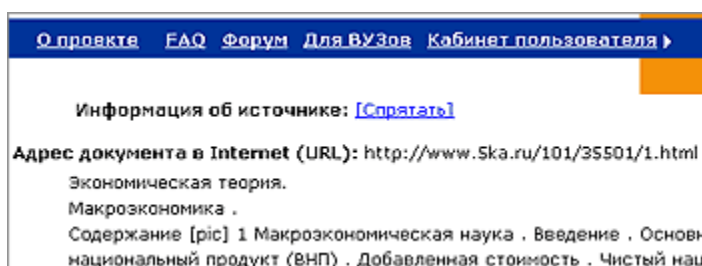 О проекте FAQ Форум Для ВУЗов Кабинет пользователя
Информация об источнике: [Спрятать]
Адрес документа в Internet (URL): http://www.5ka.ru/101/35501/1.html
Экономическая теория.
Макроэкономика .
Содержание [pic] 1 Макроэкономическая наука . Введение . Основн
национальный продукт (ВНП) . Добавленная стоимость . Чистый нац